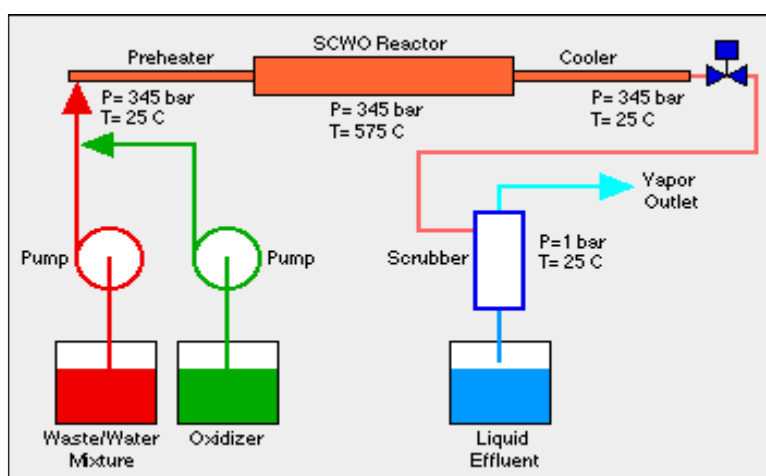 SCWO Reactor
Preheater
Cooler
P= 345 bar
T= 25 C
P= 345 bar
T= 575 C
P= 345 bar
T= 25 C
Vapor
Outlet
Pump
Pump
Scrubber
P=1 bar
T= 25 C
Waste/Water
Mixture
Oxidizer
Liquid
Effluent